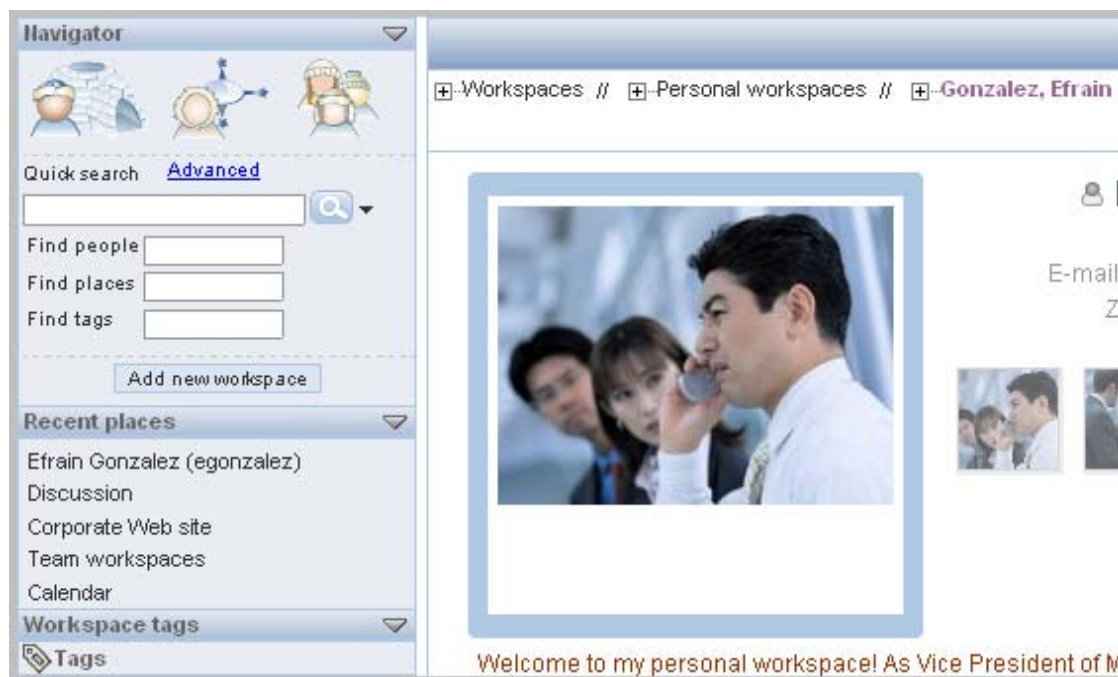 Navigator
Workspaces // Personal workspaces // Gonzalez, Efrain
Quick search Advanced
Find people
Find places
Find tags
Add new workspace
Recent places
Efrain Gonzalez (egonzalez)
Discussion
Corporate Web site
Team workspaces
Calendar
Workspace tags
Tags
E-mail
Z
Welcome to my personal workspace! As Vice President of M